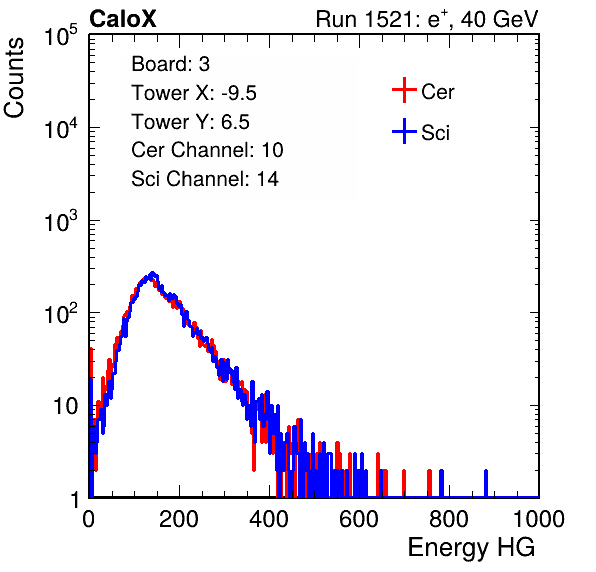 CaloX Run 1521: e⁺, 40 GeV
Counts
Board: 3
Tower X: -9.5
Tower Y: 6.5
Cer Channel: 10
Sci Channel: 14
Cer
Sci
10⁵
10⁴
10³
10²
10
1
0 200 400 600 800 1000
Energy HG